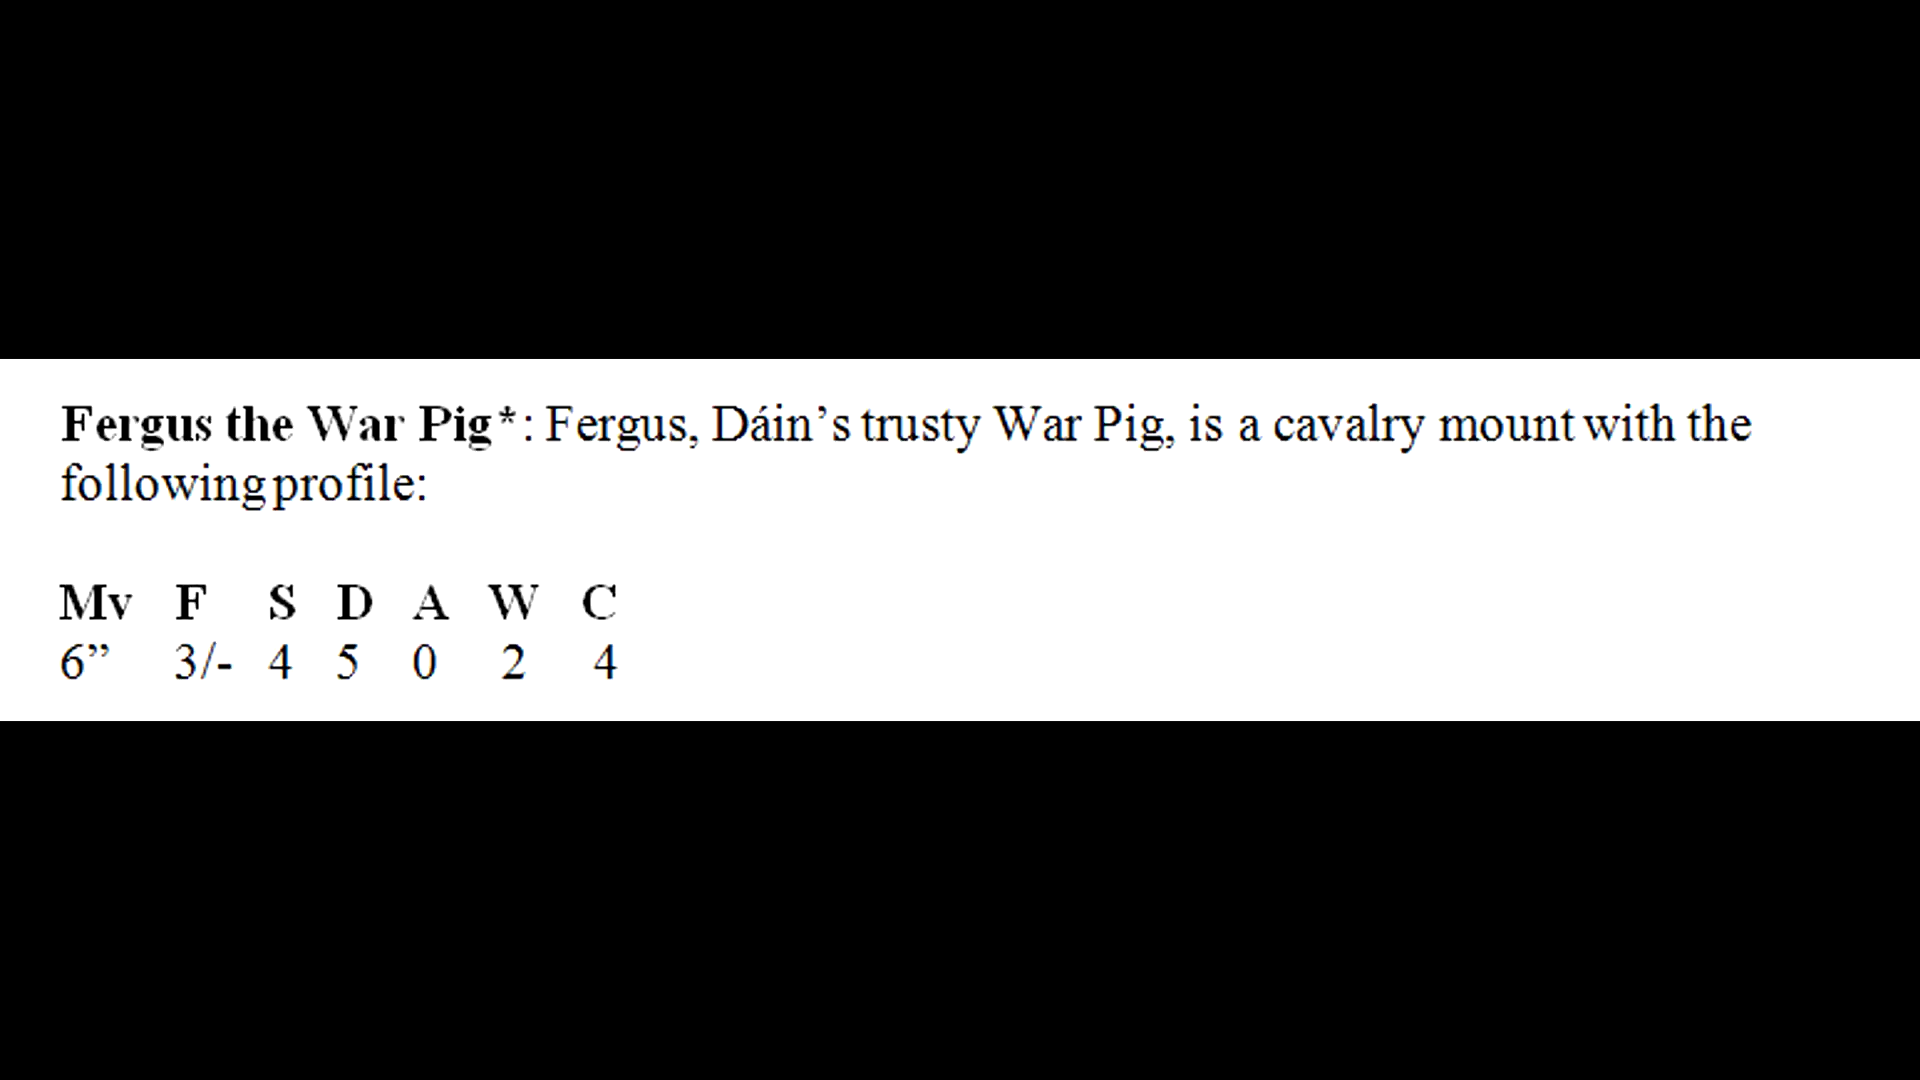 Fergus the War Pig*: Fergus, Dáin’s trusty War Pig, is a cavalry mount with the
following profile:
Mv F S D A W C
6” 3/- 4 5 0 2 4